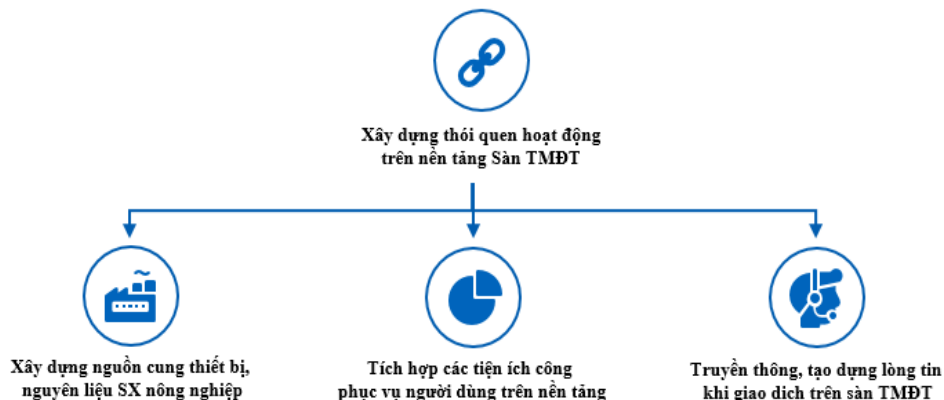 Xây dựng thói quen hoạt động
trên nền tảng Sàn TMĐT
Xây dựng nguồn cung thiết bị,
nguyên liệu SX nông nghiệp
Tích hợp các tiện ích công
phục vụ người dùng trên nền tảng
Truyền thông, tạo dựng lòng tin
khi giao dịch trên sàn TMĐT